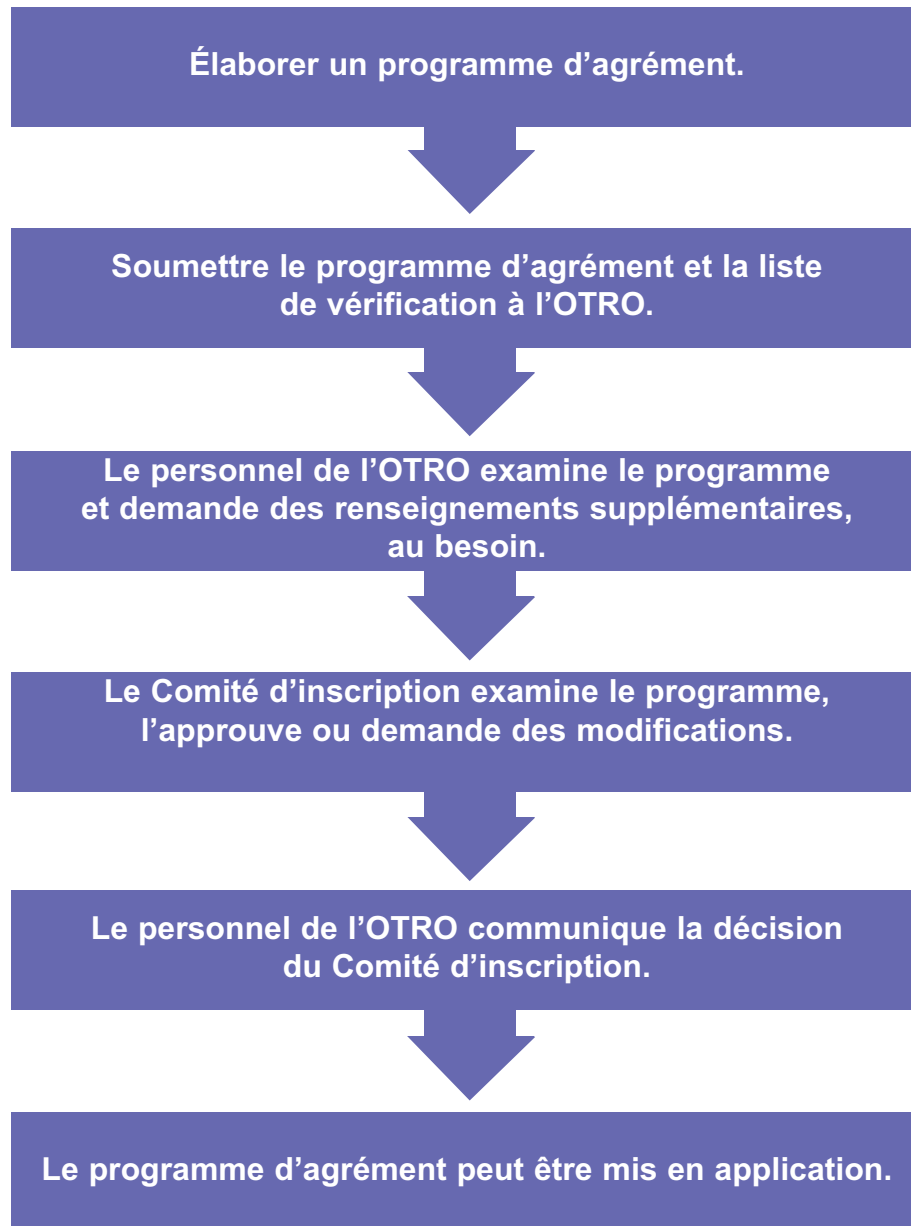 Élaborer un programme d’agrément.
Soumettre le programme d’agrément et la liste
de vérification à l’OTRO.
Le personnel de l’OTRO examine le programme
et demande des renseignements supplémentaires,
au besoin.
Le Comité d’inscription examine le programme,
l’approuve ou demande des modifications.
Le personnel de l’OTRO communique la décision
du Comité d’inscription.
Le programme d’agrément peut être mis en application.